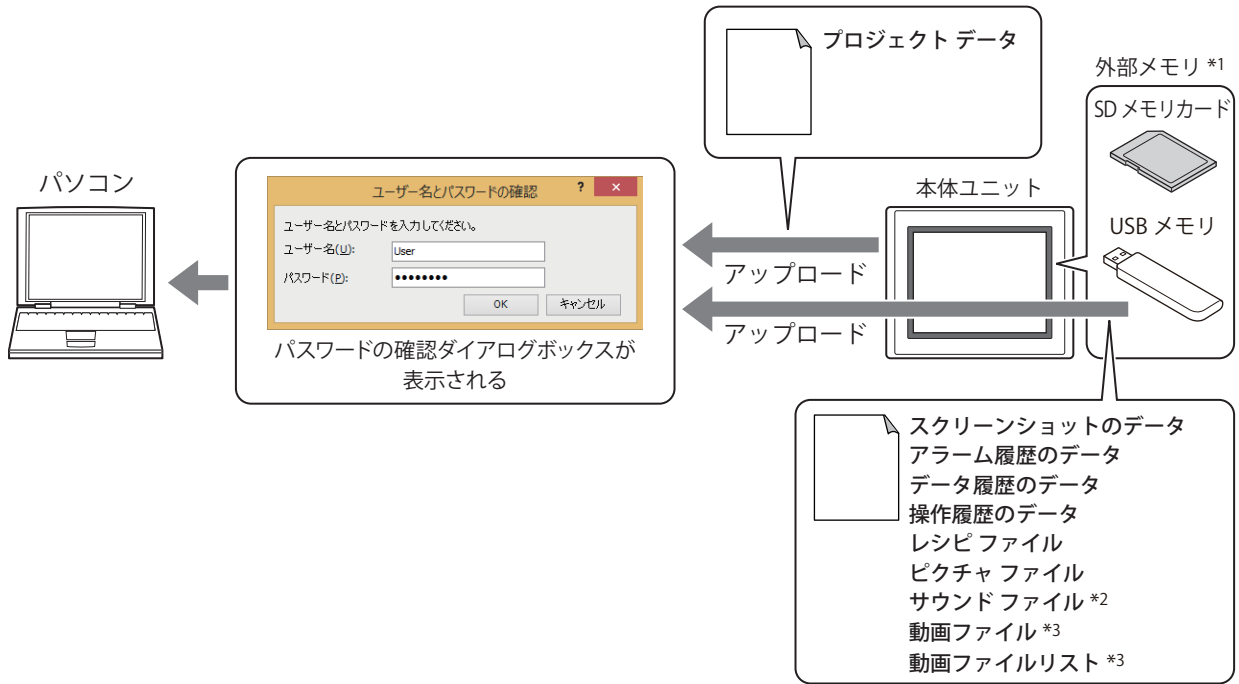 プロジェクト データ
外部メモリ *1
SD メモリカード
USB メモリ
本体ユニット
パソコン
ユーザー名とパスワードの確認
?
×
ユーザー名とパスワードを入力してください。
ユーザー名(U):
User
パスワード(P):
●●●●●●●●
OK
キャンセル
パスワードの確認ダイアログボックスが
表示される
アップロード
アップロード
スクリーンショットのデータ
アラーム履歴のデータ
データ履歴のデータ
操作履歴のデータ
レシピ ファイル
ピクチャ ファイル
サウンド ファイル *2
動画ファイル *3
動画ファイルリスト *3